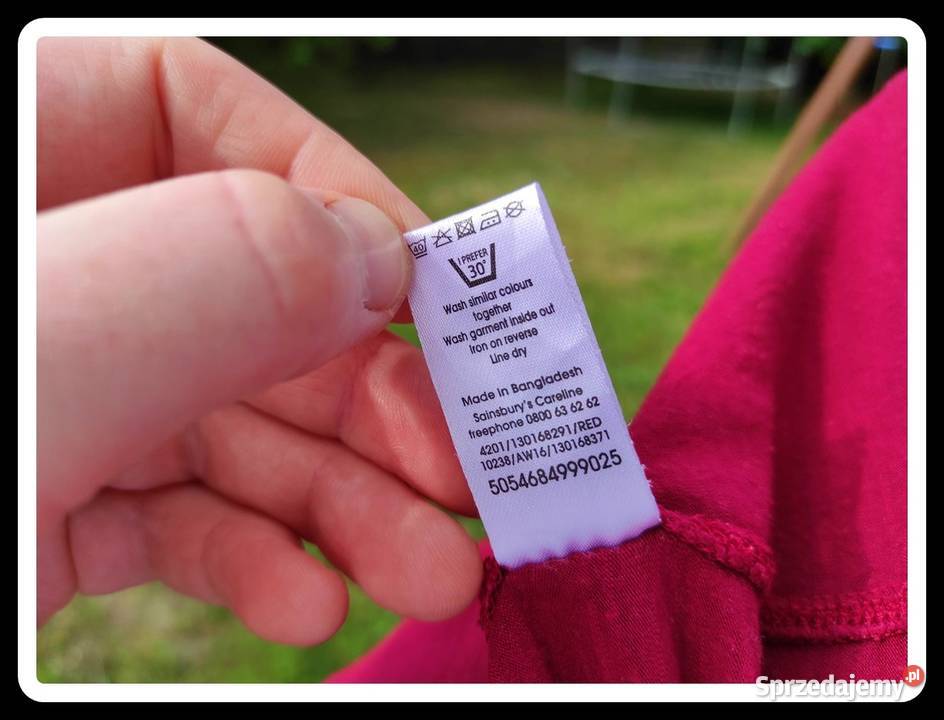 40
I PREFER
30°
Wash similar colours
together
Wash garment inside out
Iron on reverse
Line dry
Made in Bangladesh
Sainsbury's Careline
freephone 0800 63 62 62
4201/130168291/RED
10238/AW16/130168371
5054684999025
Sprzedajemy.pl